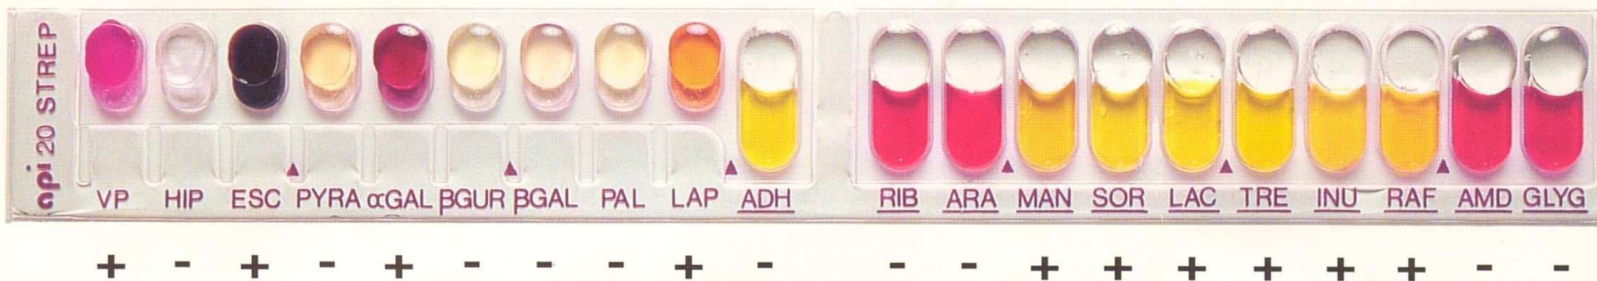 api 20 STREP
VP HIP ESC PYRA αGAL βGUR βGAL PAL LAP ADH RIB ARA MAN SOR LAC TRE INU RAF AMD GLYG
+ - + - + - - - + - - - + + + + + + - -